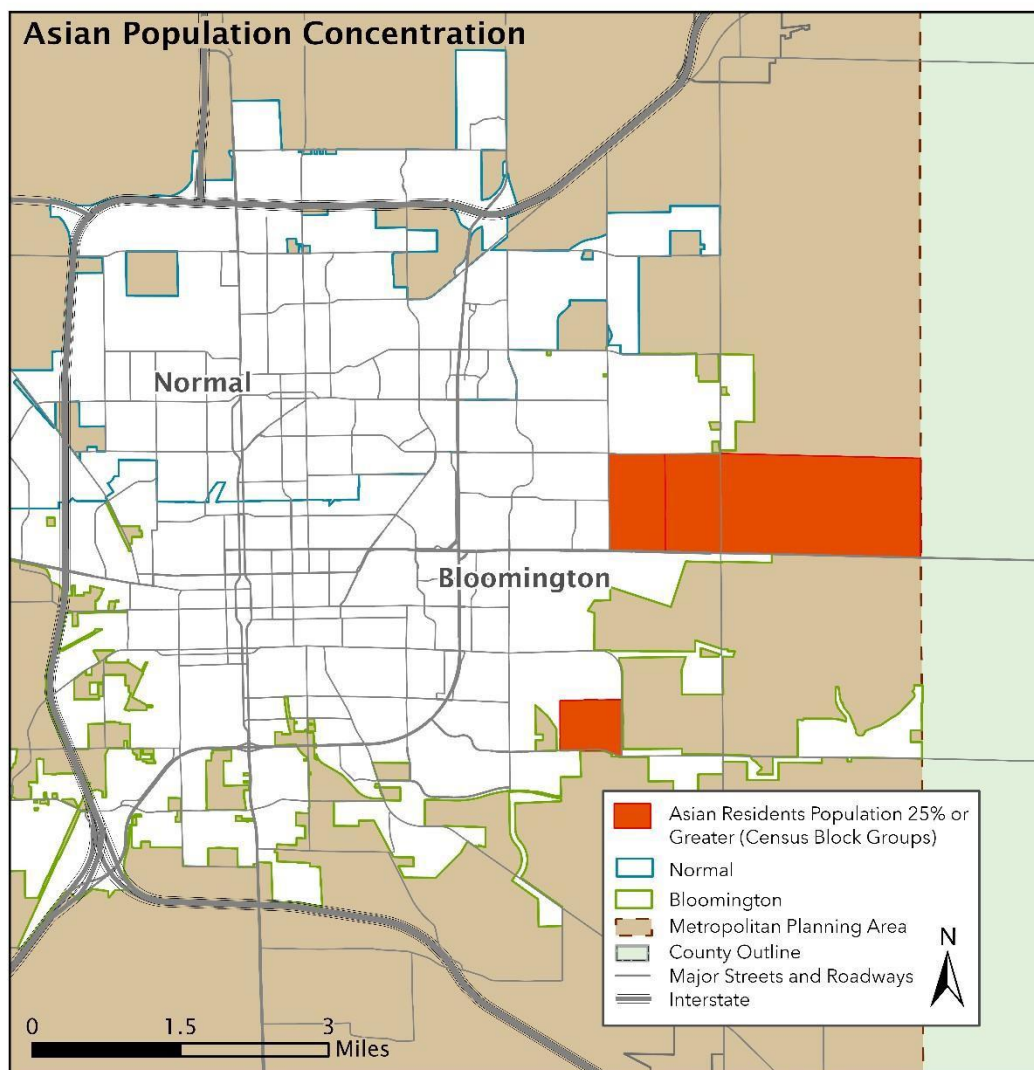 Asian Population Concentration
Normal
Bloomington
Asian Residents Population 25% or
Greater (Census Block Groups)
Normal
Bloomington
Metropolitan Planning Area
County Outline
Major Streets and Roadways
Interstate
N
0 1.5 3
Miles